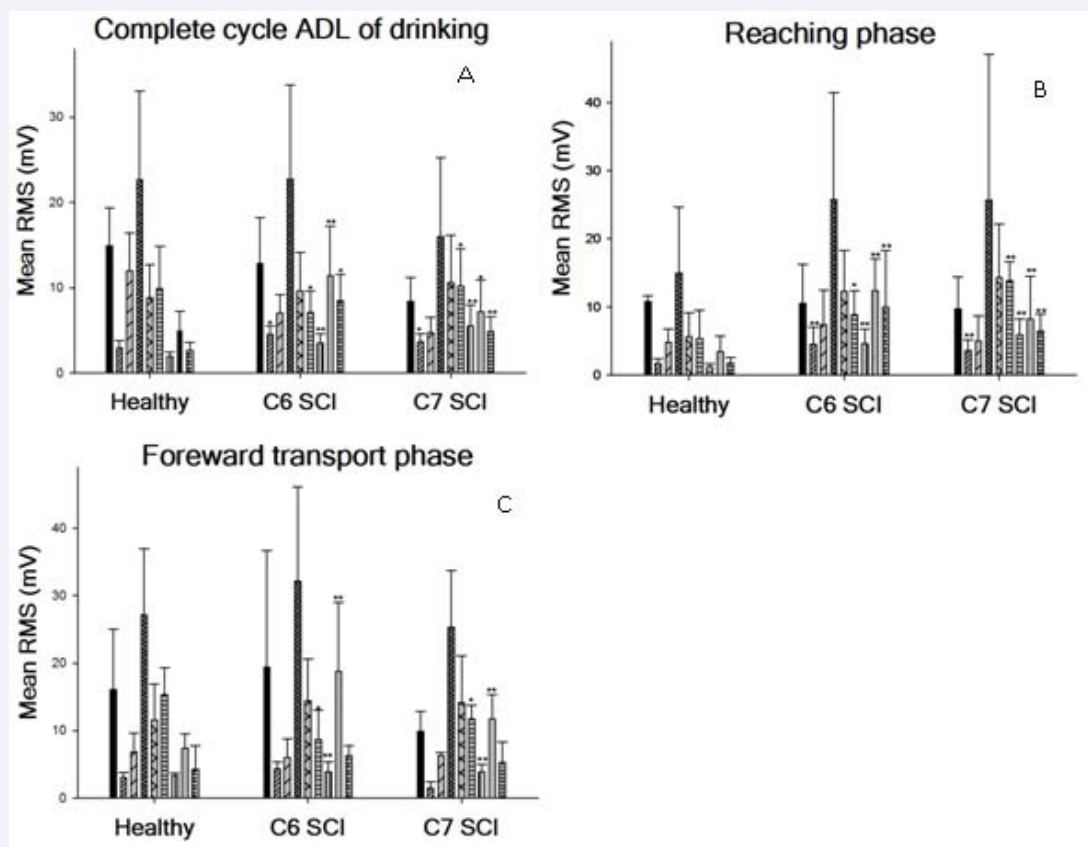 Complete cycle ADL of drinking
A
Mean RMS (mV)
30
20
10
0
* ** * ** * * * ** * **
Healthy C6 SCI C7 SCI
Reaching phase
B
Mean RMS (mV)
40
30
20
10
0
** * ** ** ** ** ** ** ** **
Healthy C6 SCI C7 SCI
Foreward transport phase
C
Mean RMS (mV)
40
30
20
10
0
* ** ** * ** **
Healthy C6 SCI C7 SCI